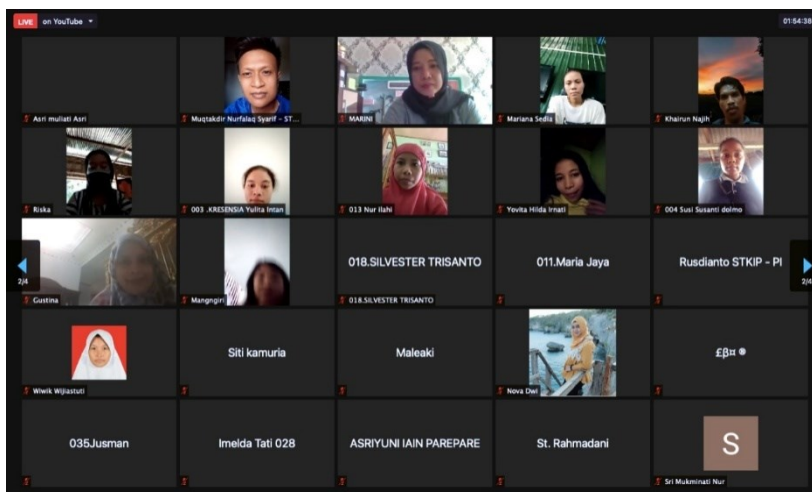 LIVE on YouTube
01:54:38
Asri muliati Asri
Muqtakdir Nurfalaq Syarif - ST...
MARINI
Mariana Sedia
Khairun Najih
Riska
003 .KRESENSIA Yulita Intan
013 Nur Ilahi
Yovita Hilda Irnati
004 Susi Susanti dolmo
2/4
Gustina
Mangngiri
018.SILVESTER TRISANTO
018.SILVESTER TRISANTO
011.Maria Jaya
Rusdianto STKIP - PI
2/4
Wiwik Wijiastuti
Siti kamuria
Maleaki
Nova Dwi
£β¤ ®
035Jusman
Imelda Tati 028
ASRIYUNI IAIN PAREPARE
St. Rahmadani
S
Sri Mukminati Nur